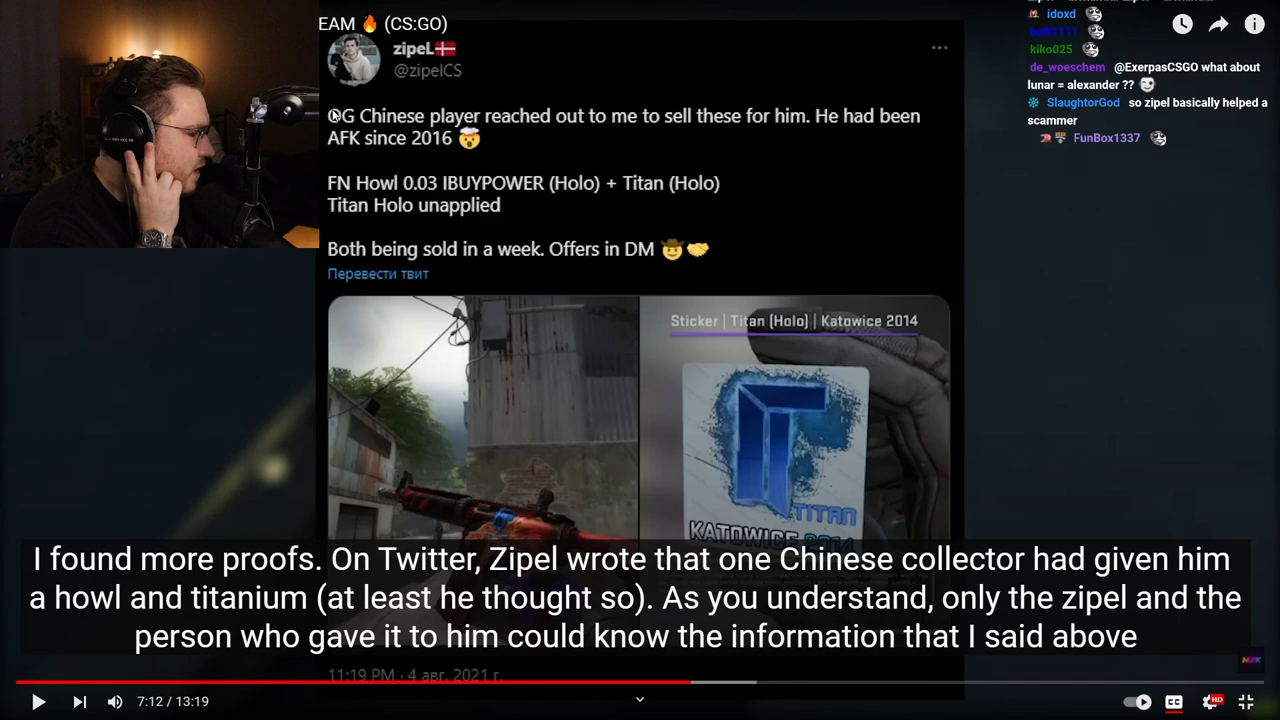 EAM 🔥 (CS:GO)
zipeL🇩🇰
@zipelCS
OG Chinese player reached out to me to sell these for him. He had been
AFK since 2016 🤯
FN Howl 0.03 IBUYPOWER (Holo) + Titan (Holo)
Titan Holo unapplied
Both being sold in a week. Offers in DM 🤠🤝
Перевести твит
Sticker | Titan (Holo) | Katowice 2014
TITAN
KATOWICE 2014
11:19 PM · 4 авг. 2021 г.
idoxd
kiko025
de_woeschem @ExerpasCSGO what about
lunar = alexander ??
SlaughtorGod so zipel basically helped a
scammer
FunBox1337
I found more proofs. On Twitter, Zipel wrote that one Chinese collector had given him
a howl and titanium (at least he thought so). As you understand, only the zipel and the
person who gave it to him could know the information that I said above
MZK
7:12 / 13:19
CC
HD